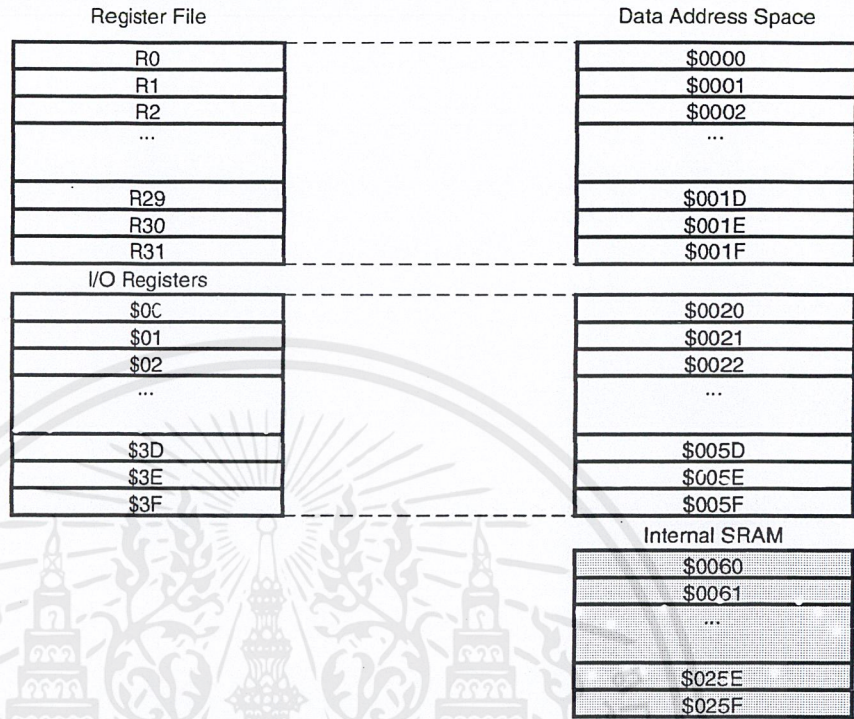 Register File
Data Address Space
R0
$0000
R1
$0001
R2
$0002
...
...
R29
$001D
R30
$001E
R31
$001F
I/O Registers
$00
$0020
$01
$0021
$02
$0022
...
...
$3D
$005D
$3E
$005E
$3F
$005F
Internal SRAM
$0060
$0061
...
$025E
$025F